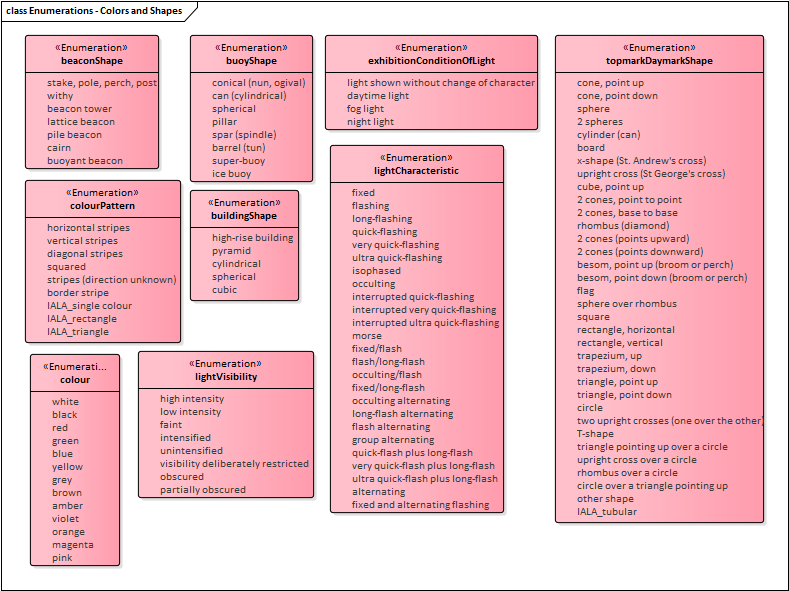 class Enumerations - Colors and Shapes
«Enumeration»
beaconShape
stake, pole, perch, post
withy
beacon tower
lattice beacon
pile beacon
cairn
buoyant beacon
«Enumeration»
buoyShape
conical (nun, ogival)
can (cylindrical)
spherical
pillar
spar (spindle)
barrel (tun)
super-buoy
ice buoy
«Enumeration»
exhibitionConditionOfLight
light shown without change of character
daytime light
fog light
night light
«Enumeration»
topmarkDaymarkShape
cone, point up
cone, point down
sphere
2 spheres
cylinder (can)
board
x-shape (St. Andrew's cross)
upright cross (St George's cross)
cube, point up
2 cones, point to point
2 cones, base to base
rhombus (diamond)
2 cones (points upward)
2 cones (points downward)
besom, point up (broom or perch)
besom, point down (broom or perch)
flag
sphere over rhombus
square
rectangle, horizontal
rectangle, vertical
trapezium, up
trapezium, down
triangle, point up
triangle, point down
circle
two upright crosses (one over the other)
T-shape
triangle pointing up over a circle
upright cross over a circle
rhombus over a circle
circle over a triangle pointing up
other shape
IALA_tubular
«Enumeration»
lightCharacteristic
fixed
flashing
long-flashing
quick-flashing
very quick-flashing
ultra quick-flashing
isophased
occulting
interrupted quick-flashing
interrupted very quick-flashing
interrupted ultra quick-flashing
morse
fixed/flash
flash/long-flash
occulting/flash
fixed/long-flash
occulting alternating
long-flash alternating
flash alternating
group alternating
quick-flash plus long-flash
very quick-flash plus long-flash
ultra quick-flash plus long-flash
alternating
fixed and alternating flashing
«Enumeration»
colourPattern
horizontal stripes
vertical stripes
diagonal stripes
squared
stripes (direction unknown)
border stripe
IALA_single colour
IALA_rectangle
IALA_triangle
«Enumeration»
buildingShape
high-rise building
pyramid
cylindrical
spherical
cubic
«Enumerati...
colour
white
black
red
green
blue
yellow
grey
brown
amber
violet
orange
magenta
pink
«Enumeration»
lightVisibility
high intensity
low intensity
faint
intensified
unintensified
visibility deliberately restricted
obscured
partially obscured